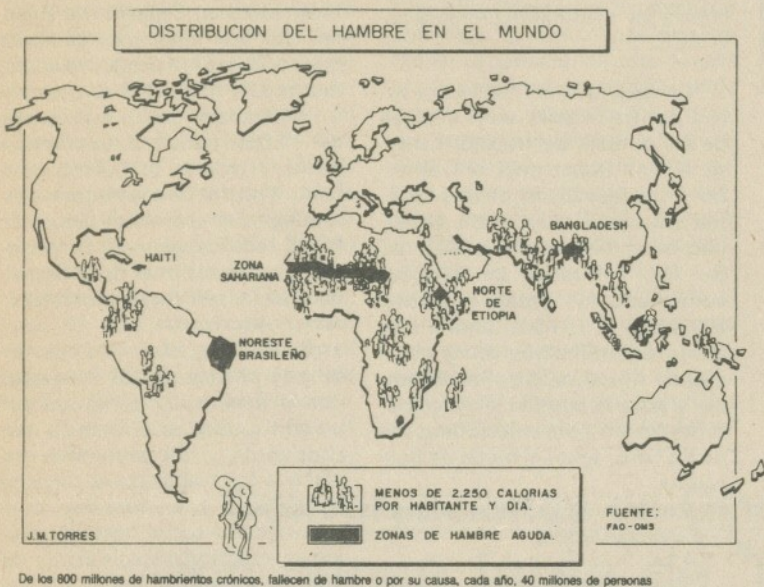 DISTRIBUCION DEL HAMBRE EN EL MUNDO
HAITI
ZONA
SAHARIANA
BANGLADESH
NORTE
DE
ETIOPIA
NORESTE
BRASILEÑO
MENOS DE 2.250 CALORIAS
POR HABITANTE Y DIA.
ZONAS DE HAMBRE AGUDA.
FUENTE:
FAO-OMS
J.M.TORRES
De los 800 millones de hambrientos crónicos, fallecen de hambre o por su causa, cada año, 40 millones de personas